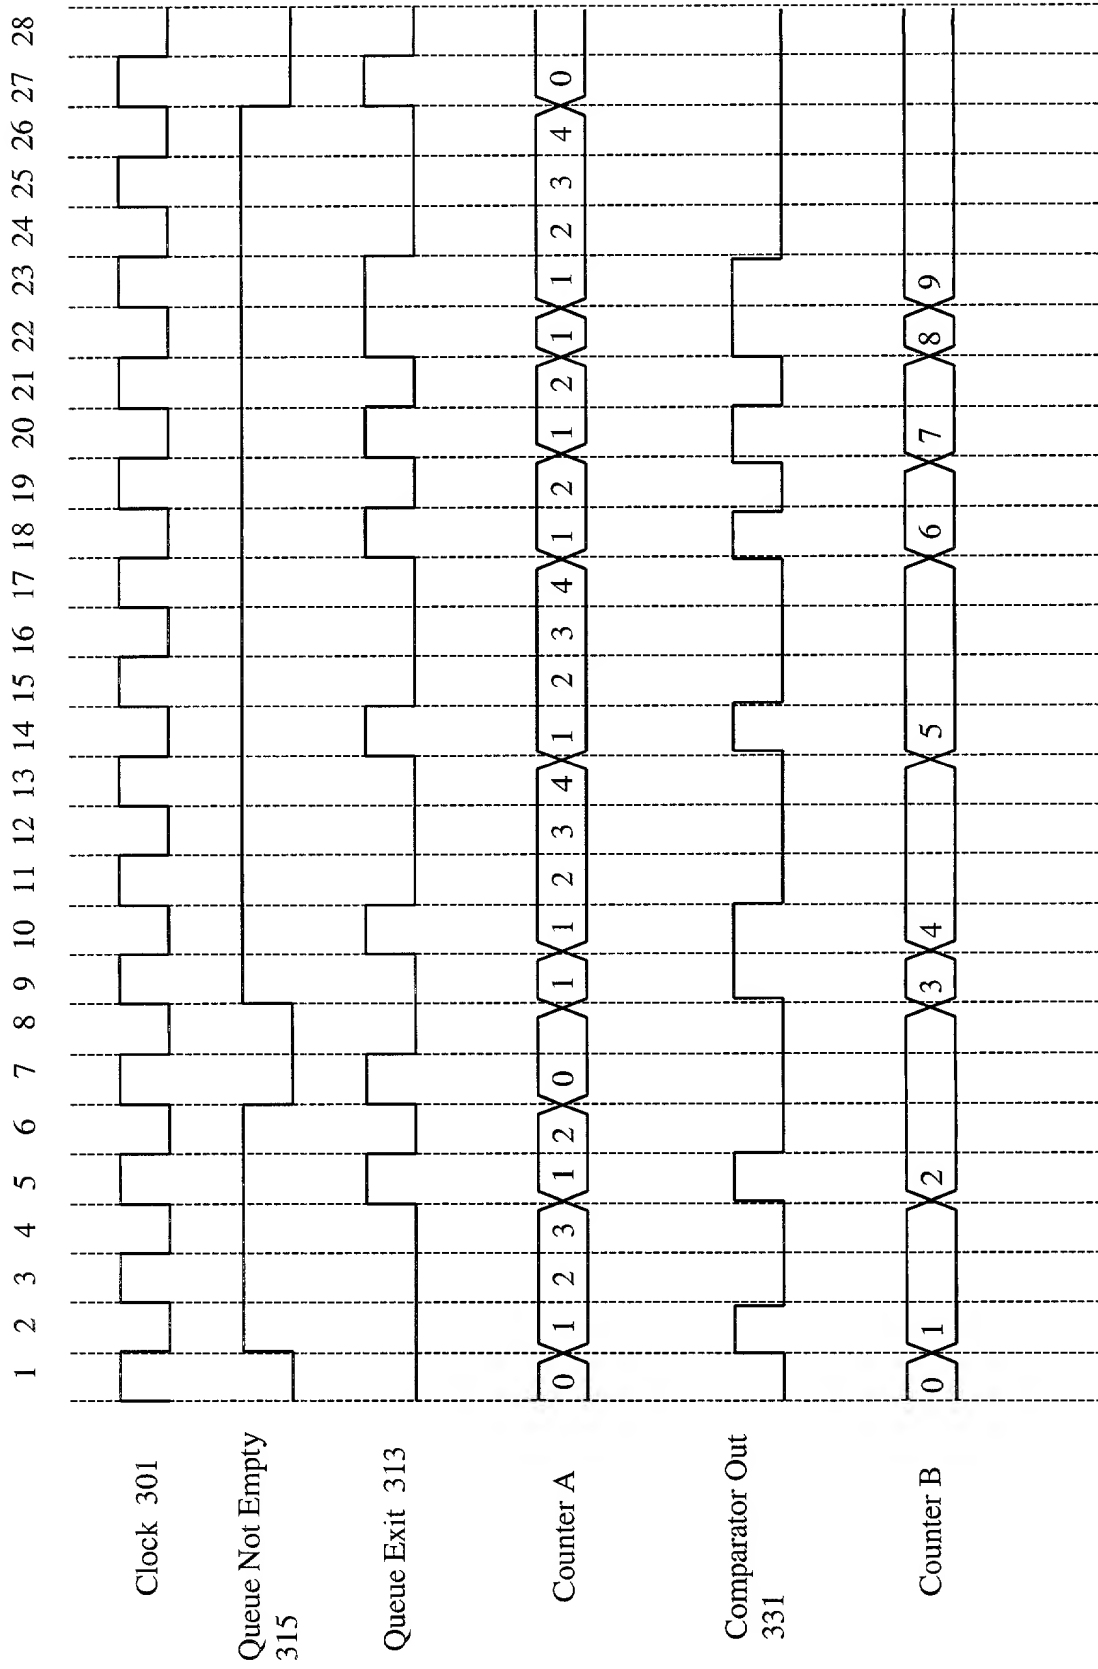 1 2 3 4 5 6 7 8 9 10 11 12 13 14 15 16 17 18 19 20 21 22 23 24 25 26 27 28
Clock 301
Queue Not Empty
315
Queue Exit 313
Counter A 0 1 2 3 1 2 0 1 1 2 3 4 1 2 3 4 1 2 1 2 1 1 2 3 4 0
Comparator Out
331
Counter B 0 1 2 3 4 5 6 7 8 9